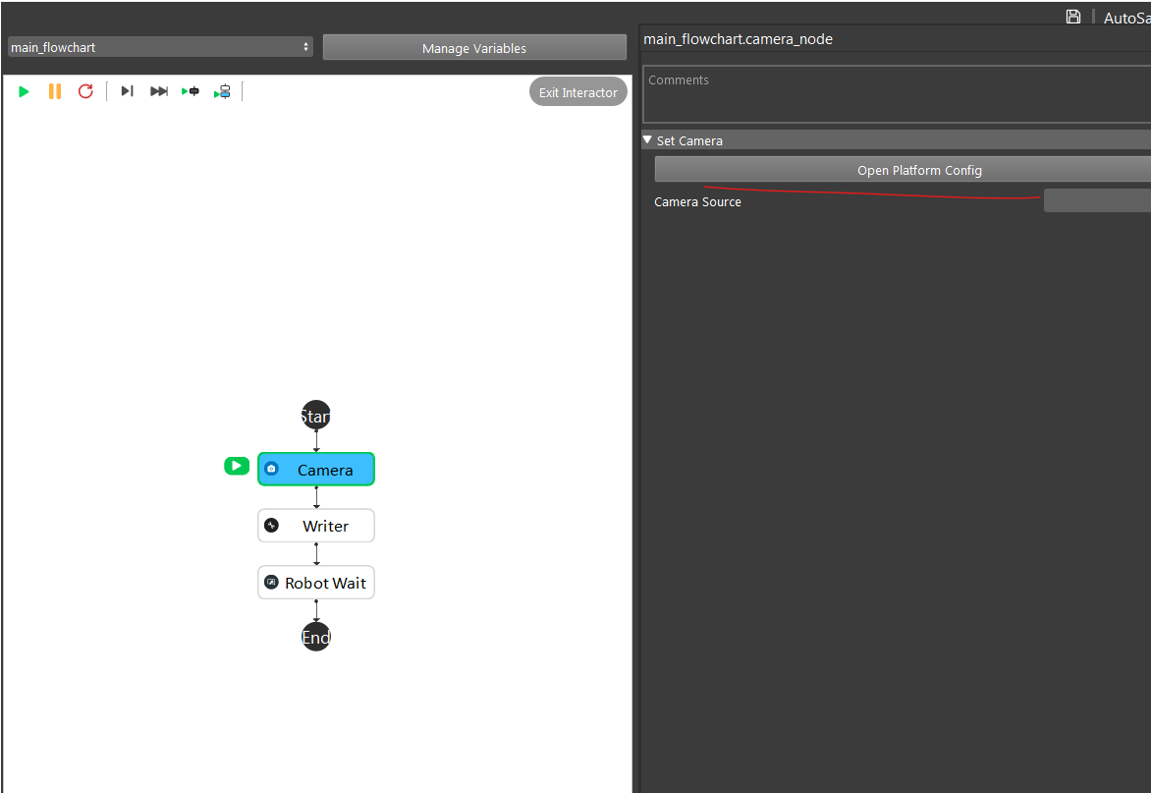 AutoSa
main_flowchart
Manage Variables
main_flowchart.camera_node
Exit Interactor
Comments
Set Camera
Open Platform Config
Camera Source
Star
Camera
Writer
Robot Wait
End